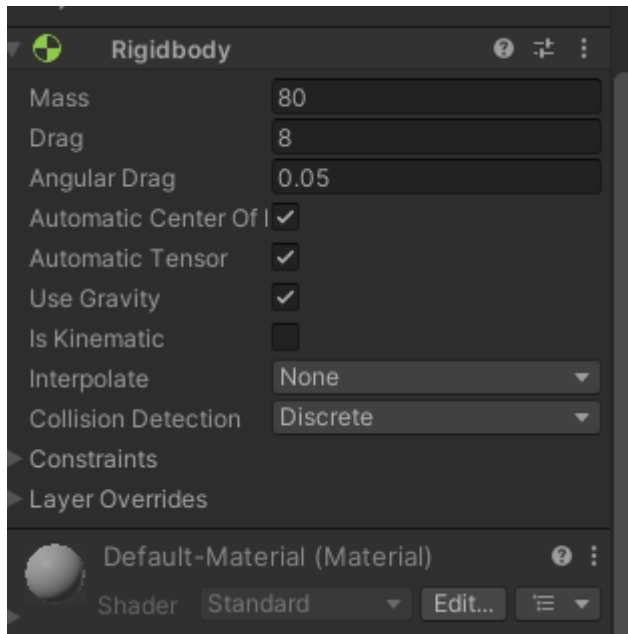 Rigidbody
Mass 80
Drag 8
Angular Drag 0.05
Automatic Center Of
Automatic Tensor
Use Gravity
Is Kinematic
Interpolate None
Collision Detection Discrete
Constraints
Layer Overrides
Default-Material (Material)
Shader Standard Edit...